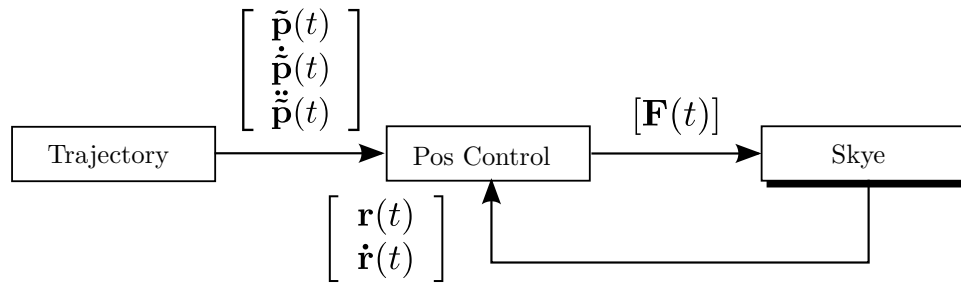 p̃(t)
p̃̇(t)
p̃̈(t)
[F(t)]
Trajectory
Pos Control
Skye
r(t)
ṙ(t)